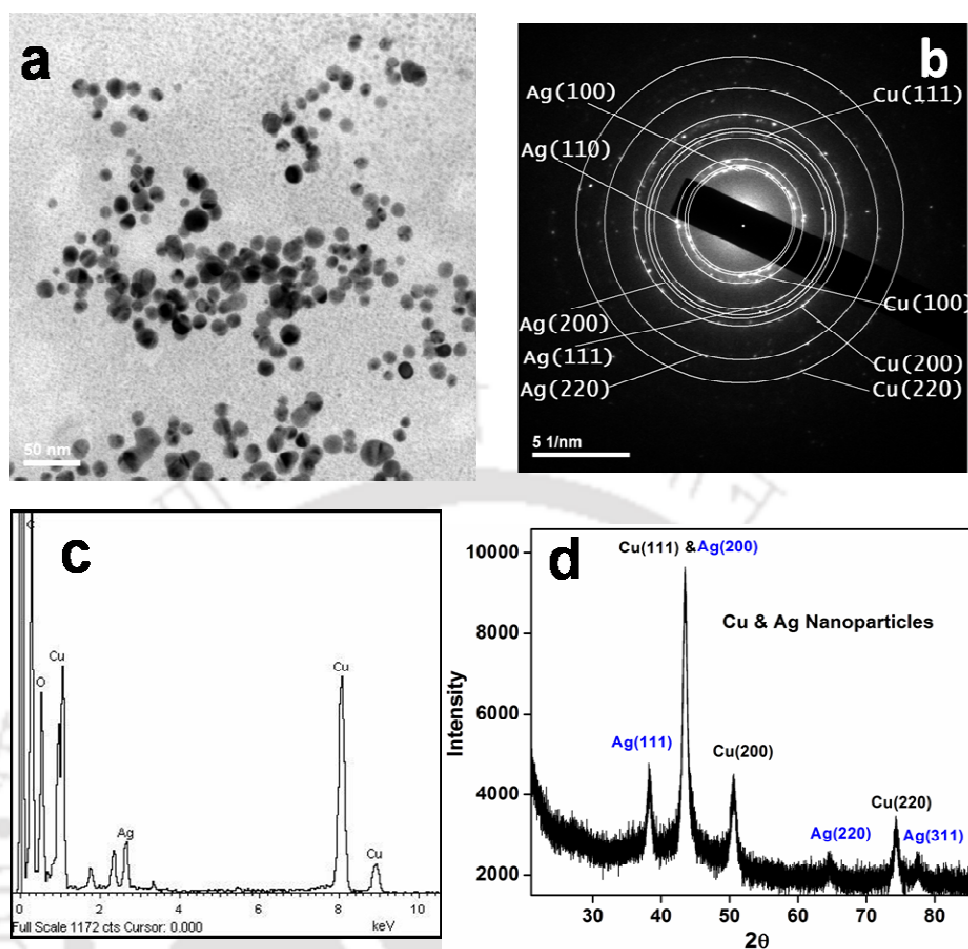 a
50 nm
b
Ag(100)
Cu(111)
Ag(110)
Cu(100)
Ag(200)
Ag(111)
Cu(200)
Ag(220)
Cu(220)
5 1/nm
c
C
Cu
O
Cu
Ag
Cu
0 2 4 6 8 10
Full Scale 1172 cts Cursor: 0.000 keV
d
Cu(111) &Ag(200)
Cu & Ag Nanoparticles
Ag(111)
Cu(200)
Cu(220)
Ag(220)
Ag(311)
Intensity
10000
8000
6000
4000
2000
30 40 50 60 70 80
2θ